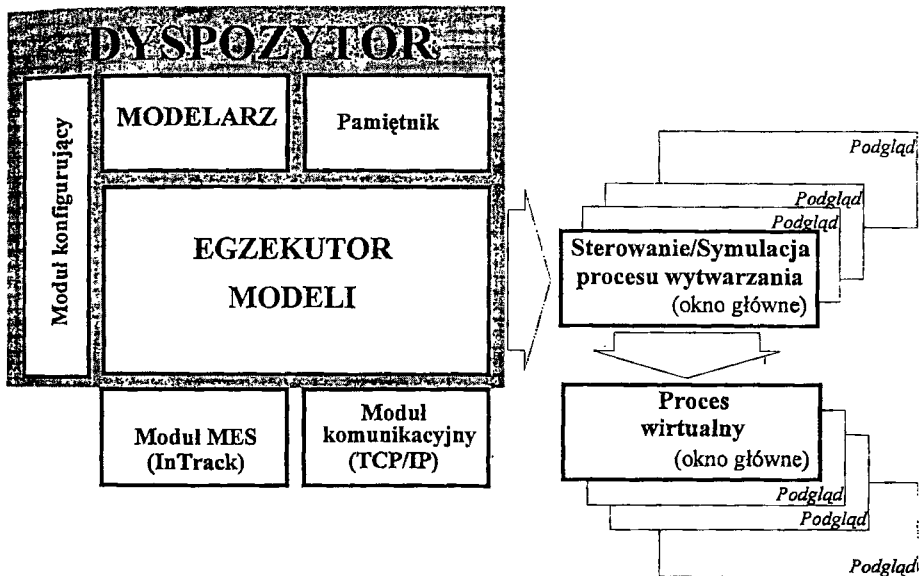 DYSPOZYTOR
Moduł konfigurujący
MODELARZ
Pamiętnik
EGZEKUTOR
MODELI
Moduł MES
(InTrack)
Moduł
komunikacyjny
(TCP/IP)
Podgląd
Podgląd
Podgląd
Sterowanie/Symulacja
procesu wytwarzania
(okno główne)
Proces
wirtualny
(okno główne)
Podgląd
Podgląd
Podgląd